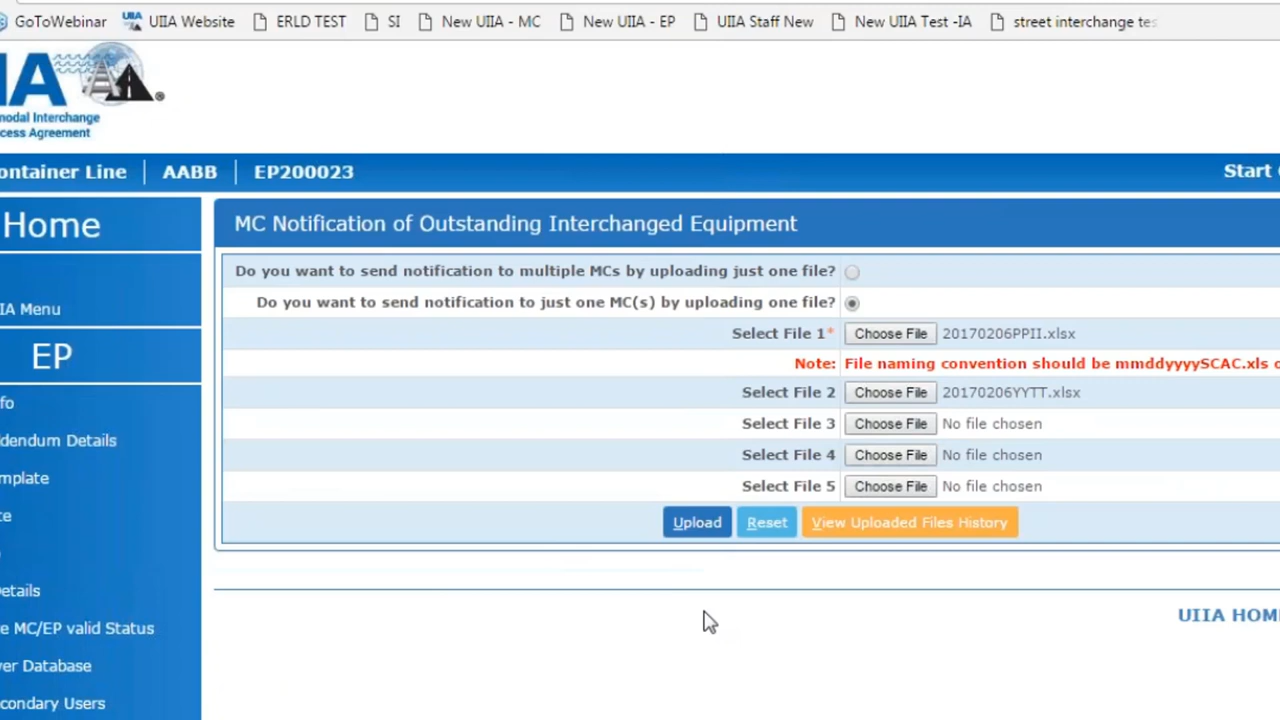 GoToWebinar UIIA Website ERLD TEST SI New UIIA - MC New UIIA - EP UIIA Staff New New UIIA Test -IA street interchange tes
IA
modal Interchange
cess Agreement
ontainer Line AABB EP200023 Start
Home
IA Menu
EP
fo
ddendum Details
mplate
te
etails
e MC/EP valid Status
ver Database
condary Users
MC Notification of Outstanding Interchanged Equipment
Do you want to send notification to multiple MCs by uploading just one file?
Do you want to send notification to just one MC(s) by uploading one file?
Select File 1* Choose File 20170206PPII.xlsx
Note: File naming convention should be mmddyyyySCAC.xls o
Select File 2 Choose File 20170206YYTT.xlsx
Select File 3 Choose File No file chosen
Select File 4 Choose File No file chosen
Select File 5 Choose File No file chosen
Upload Reset View Uploaded Files History
UIIA HOM